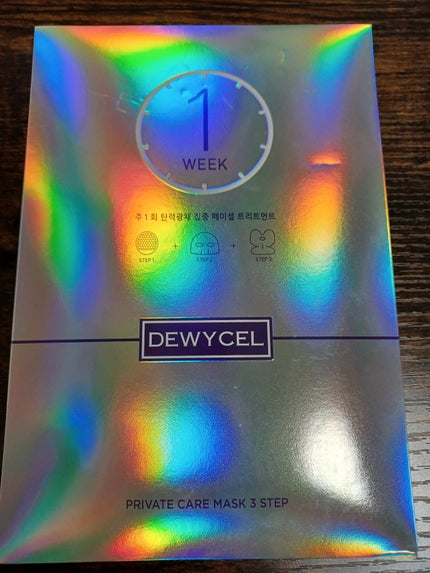 1
WEEK
주 1 회 탄력광채 집중 페이셜 트리트먼트
STEP 1 + STEP 2 + STEP 3
DEWYCEL
PRIVATE CARE MASK 3 STEP